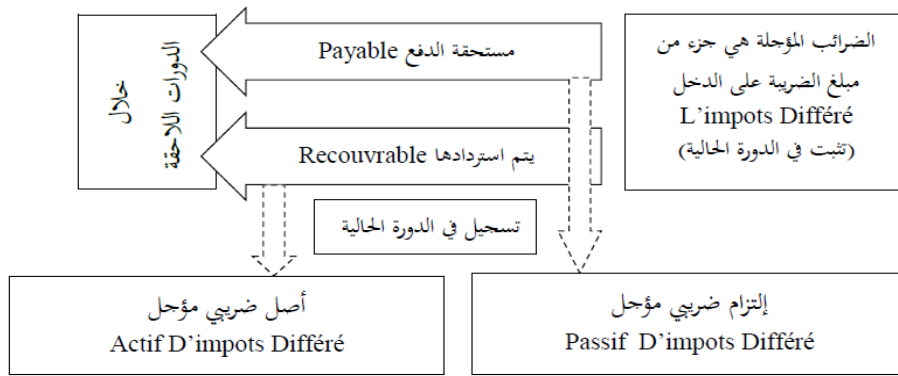 الضرائب المؤجلة هي جزء من
مبلغ الضريبة على الدخل
L'impots Différé
(تثبت في الدورة الحالية)
مستحقة الدفع Payable
يتم استردادها Recouvrable
خلال
الدورات اللاحقة
تسجيل في الدورة الحالية
إلتزام ضريبي مؤجل
Passif D'impots Différé
أصل ضريبي مؤجل
Actif D'impots Différé